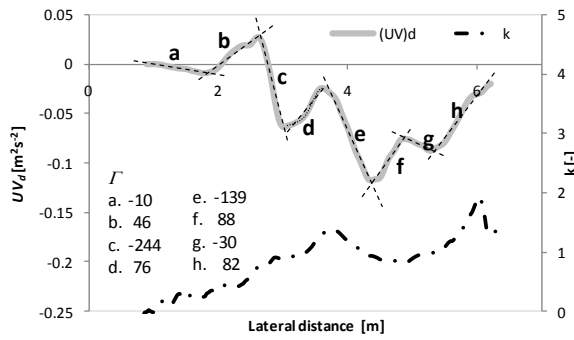 0.05
0
-0.05
-0.1
-0.15
-0.2
-0.25
UV_d [m²s⁻²]
(UV)d
k
a
b
c
d
e
f
g
h
0 2 4 6
Γ
a. -10 e. -139
b. 46 f. 88
c. -244 g. -30
d. 76 h. 82
5
4
3
2
1
0
k[-]
Lateral distance [m]